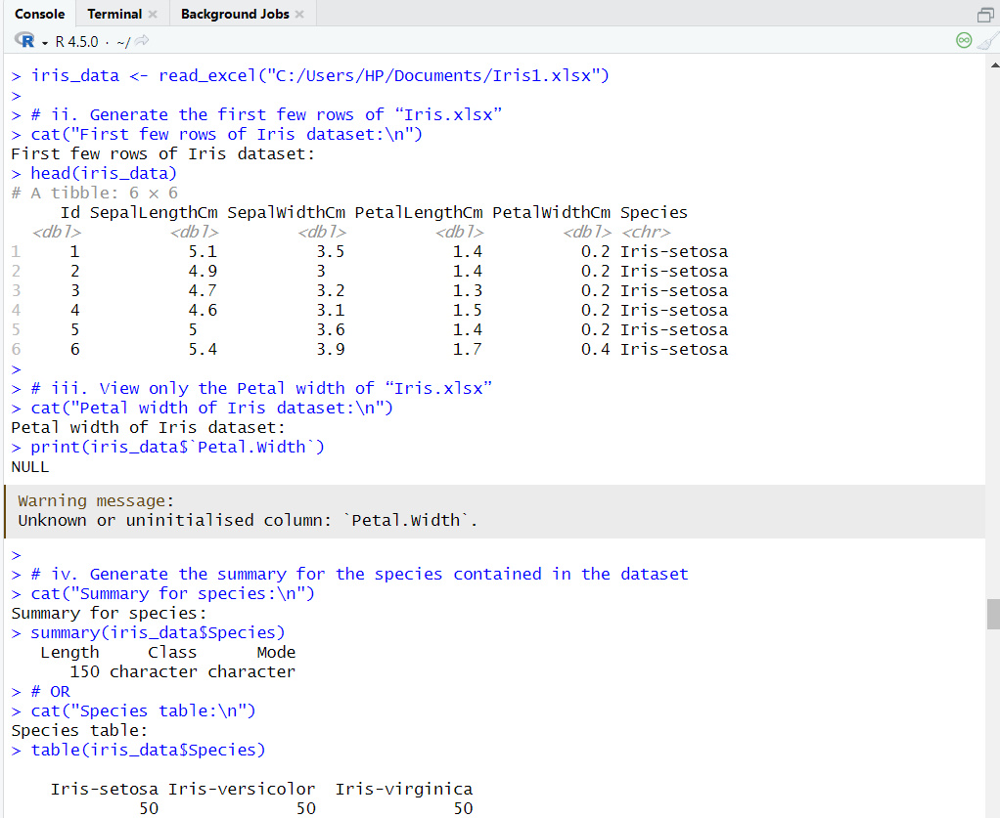 Console Terminal Background Jobs
R 4.5.0 · ~/
> iris_data <- read_excel("C:/Users/HP/Documents/Iris1.xlsx")
>
> # ii. Generate the first few rows of “Iris.xlsx”
> cat("First few rows of Iris dataset:\n")
First few rows of Iris dataset:
> head(iris_data)
# A tibble: 6 × 6
Id SepalLengthCm SepalWidthCm PetalLengthCm PetalWidthCm Species
<dbl> <dbl> <dbl> <dbl> <dbl> <chr>
1 1 5.1 3.5 1.4 0.2 Iris-setosa
2 2 4.9 3 1.4 0.2 Iris-setosa
3 3 4.7 3.2 1.3 0.2 Iris-setosa
4 4 4.6 3.1 1.5 0.2 Iris-setosa
5 5 5 3.6 1.4 0.2 Iris-setosa
6 6 5.4 3.9 1.7 0.4 Iris-setosa
>
> # iii. View only the Petal width of “Iris.xlsx”
> cat("Petal width of Iris dataset:\n")
Petal width of Iris dataset:
> print(iris_data$`Petal.Width`)
NULL
Warning message:
Unknown or uninitialised column: `Petal.Width`.
>
> # iv. Generate the summary for the species contained in the dataset
> cat("Summary for species:\n")
Summary for species:
> summary(iris_data$Species)
Length Class Mode
150 character character
> # OR
> cat("Species table:\n")
Species table:
> table(iris_data$Species)
Iris-setosa Iris-versicolor Iris-virginica
50 50 50